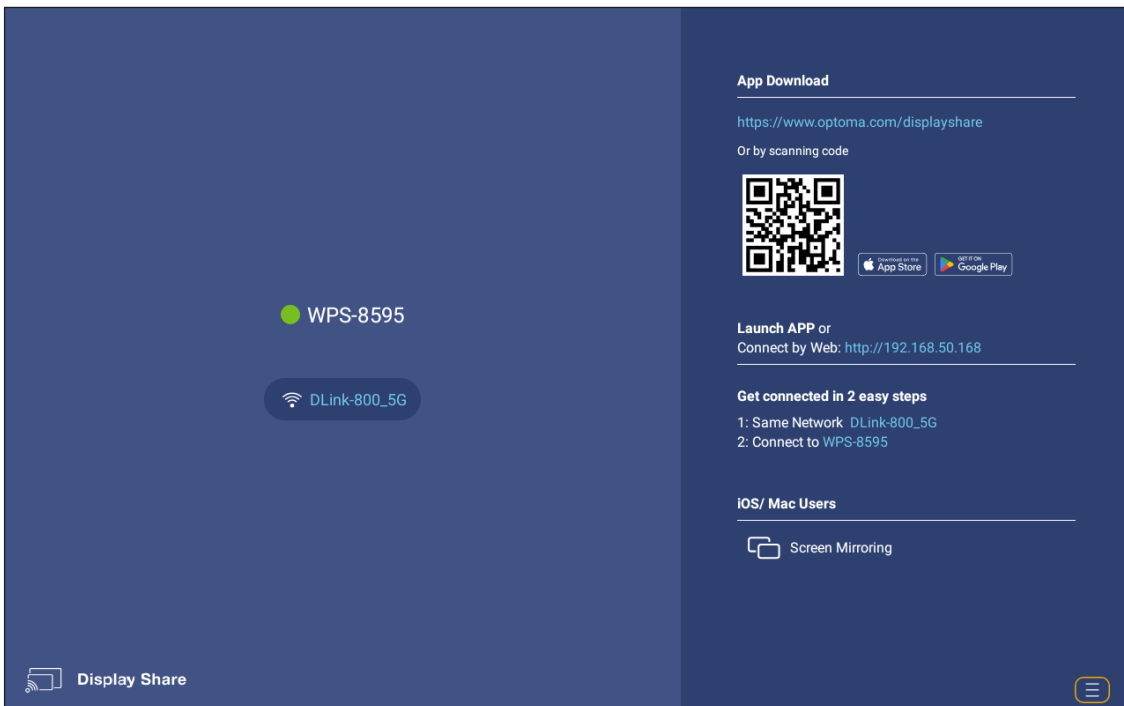 WPS-8595
DLink-800_5G
Display Share
App Download
https://www.optoma.com/displayshare
Or by scanning code
Download on the
App Store
GET IT ON
Google Play
Launch APP or
Connect by Web: http://192.168.50.168
Get connected in 2 easy steps
1: Same Network DLink-800_5G
2: Connect to WPS-8595
iOS/ Mac Users
Screen Mirroring